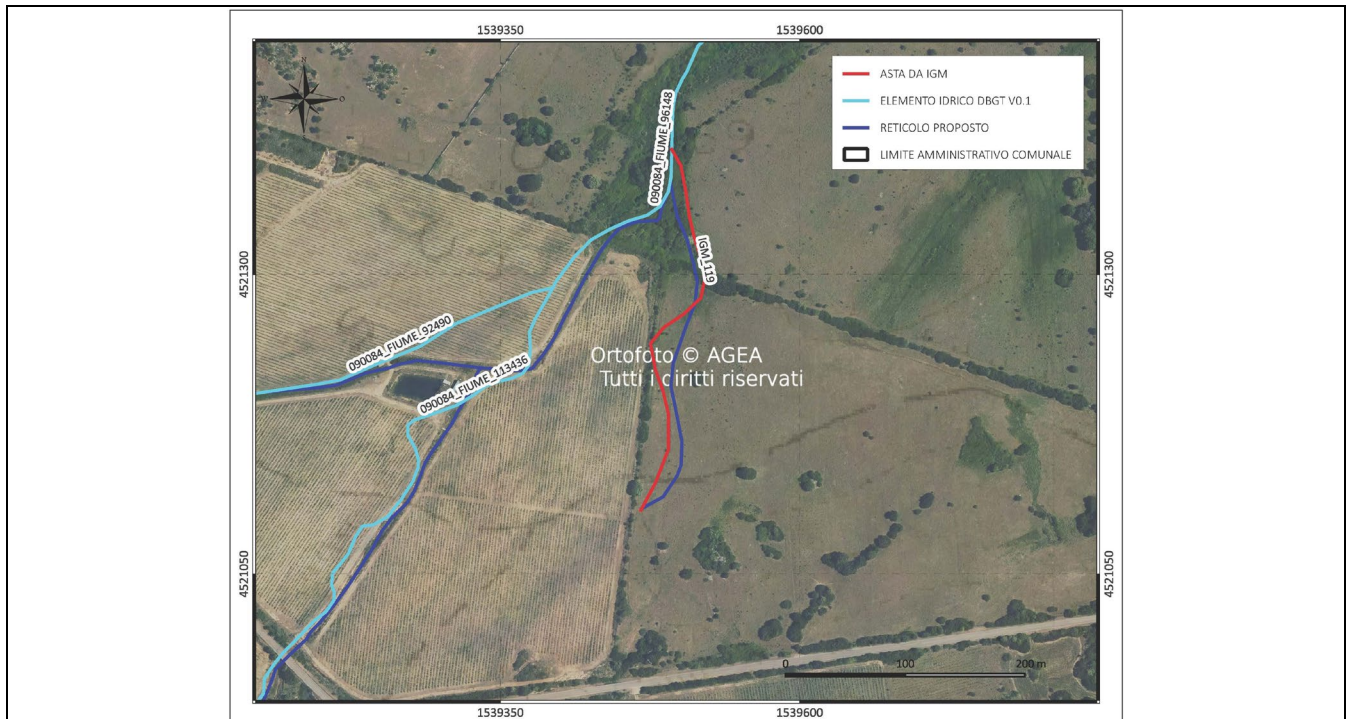 1539350
1539600
ASTA DA IGM
ELEMENTO IDRICO DBGT V0.1
RETICOLO PROPOSTO
LIMITE AMMINISTRATIVO COMUNALE
090084_FIUME_96148
IGM_119
4521300
4521300
090084_FIUME_92490
090084_FIUME_113436
Ortofoto © AGEA
Tutti i diritti riservati
4521050
4521050
0
100
200 m
1539350
1539600